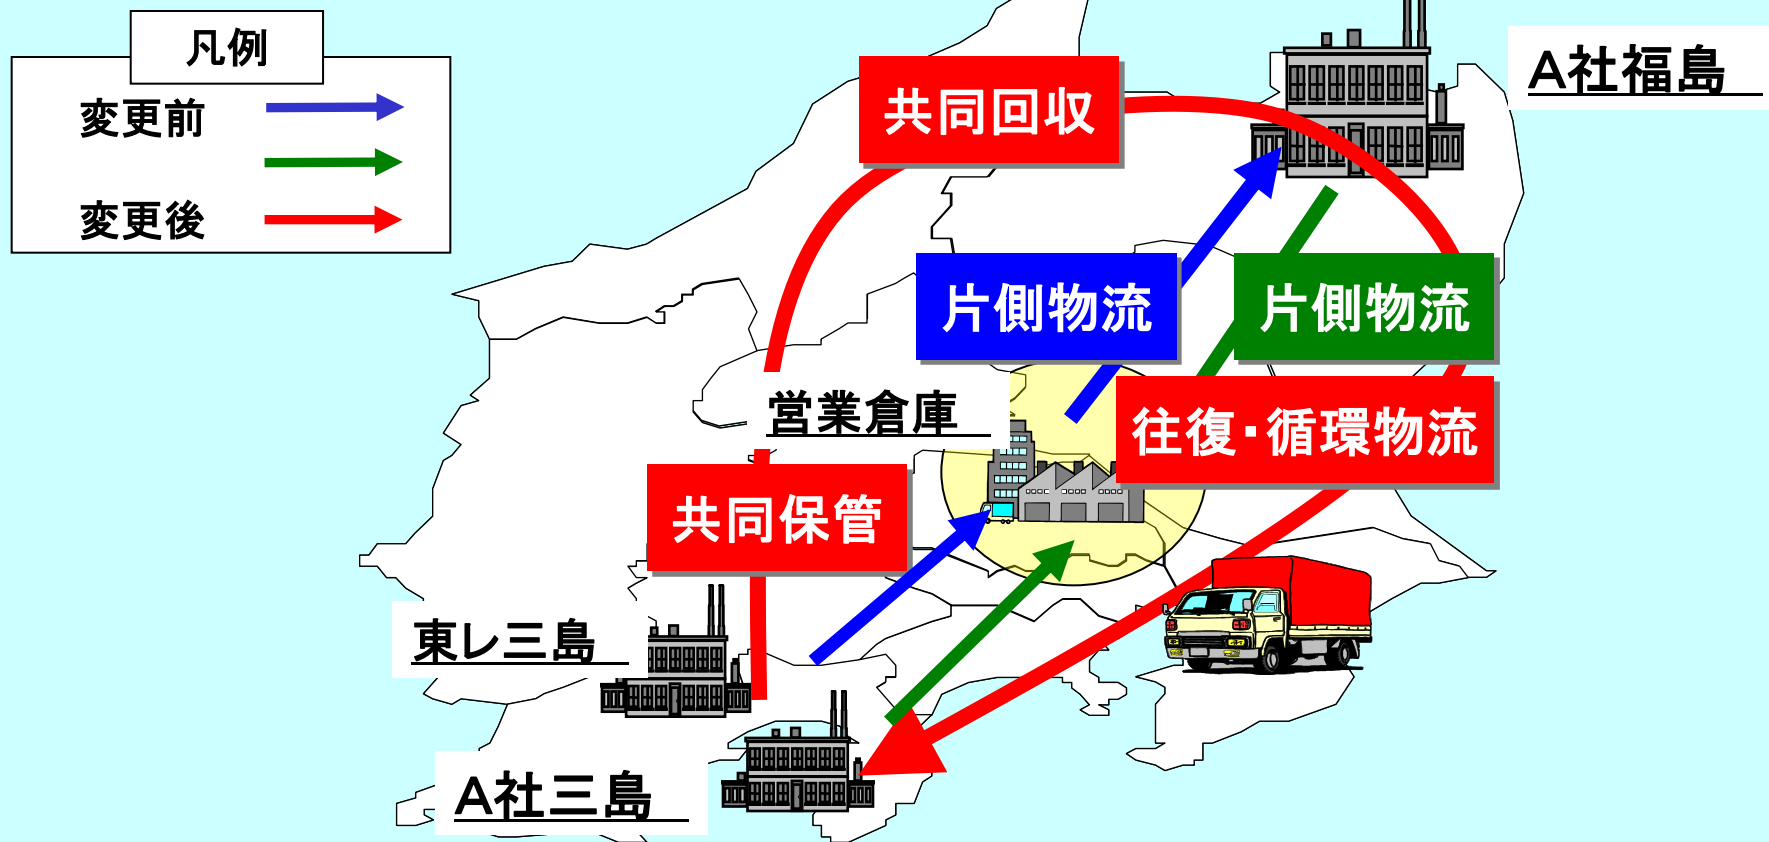 凡例
変更前
変更後
共同回収
A社福島
片側物流
片側物流
営業倉庫
往復・循環物流
共同保管
東レ三島
A社三島